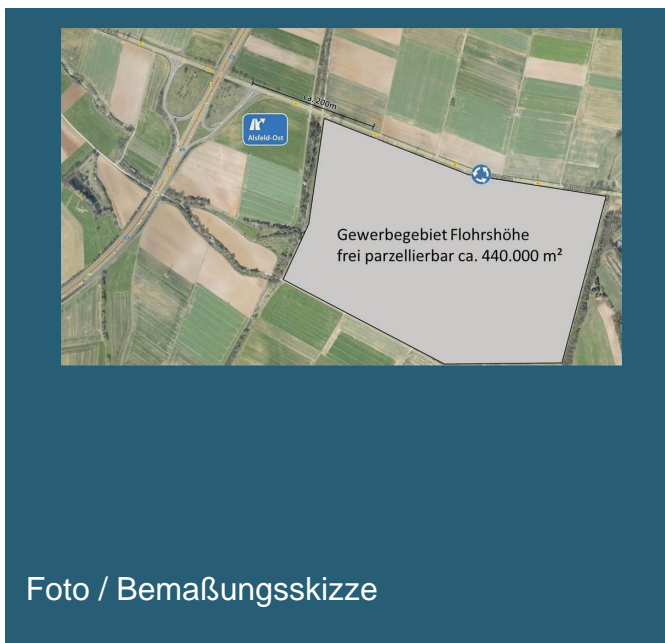 ca. 200m
Alsfeld-Ost
Gewerbegebiet Flohrshöhe
frei parzellierbar ca. 440.000 m²
Foto / Bemaßungsskizze